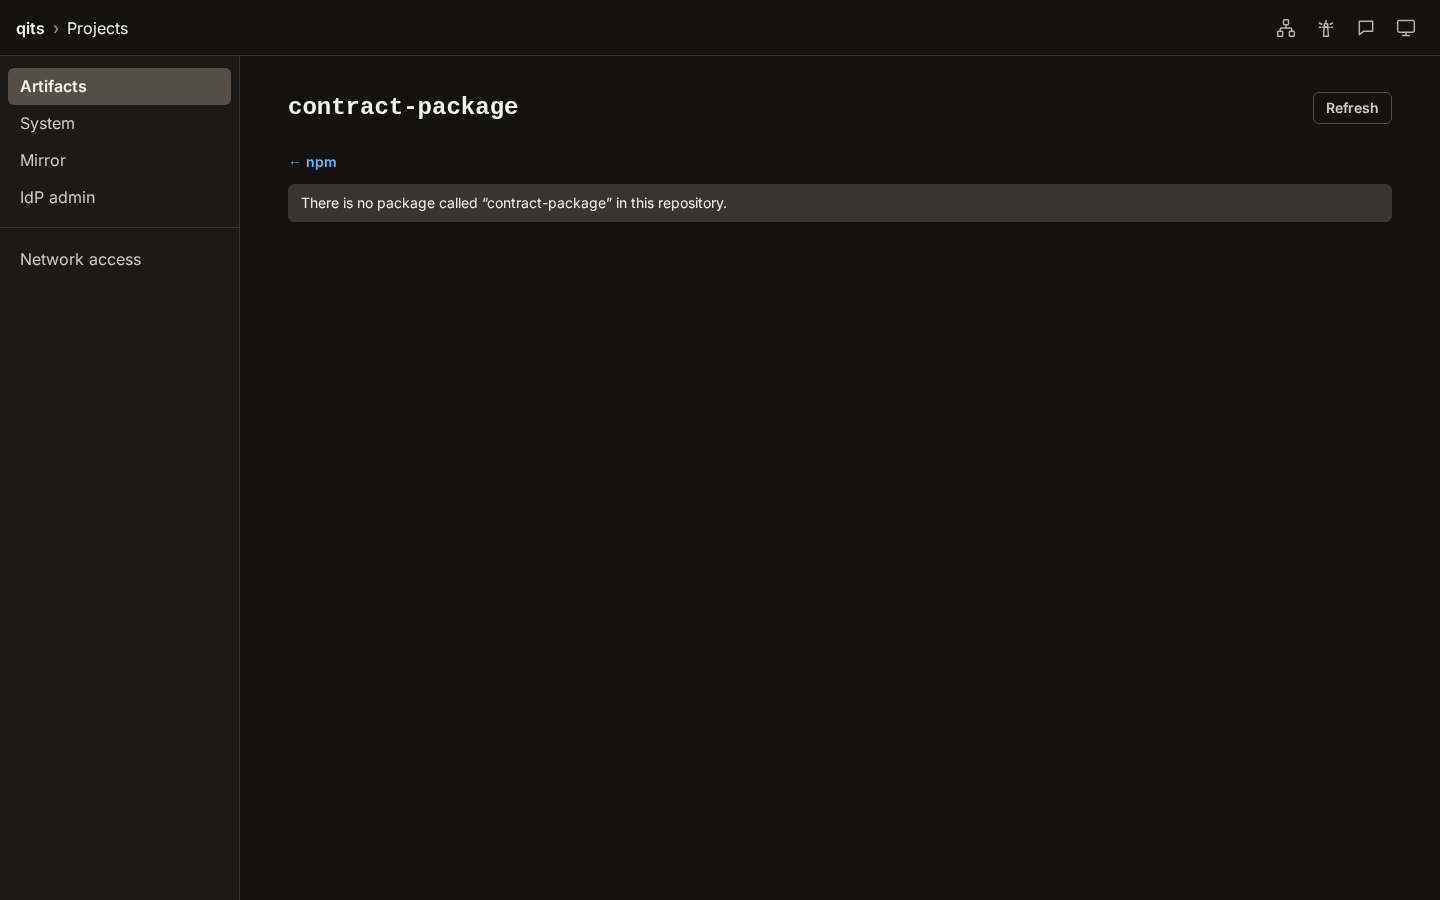 qits › Projects
Artifacts
System
Mirror
IdP admin
Network access
contract-package
Refresh
← npm
There is no package called “contract-package” in this repository.